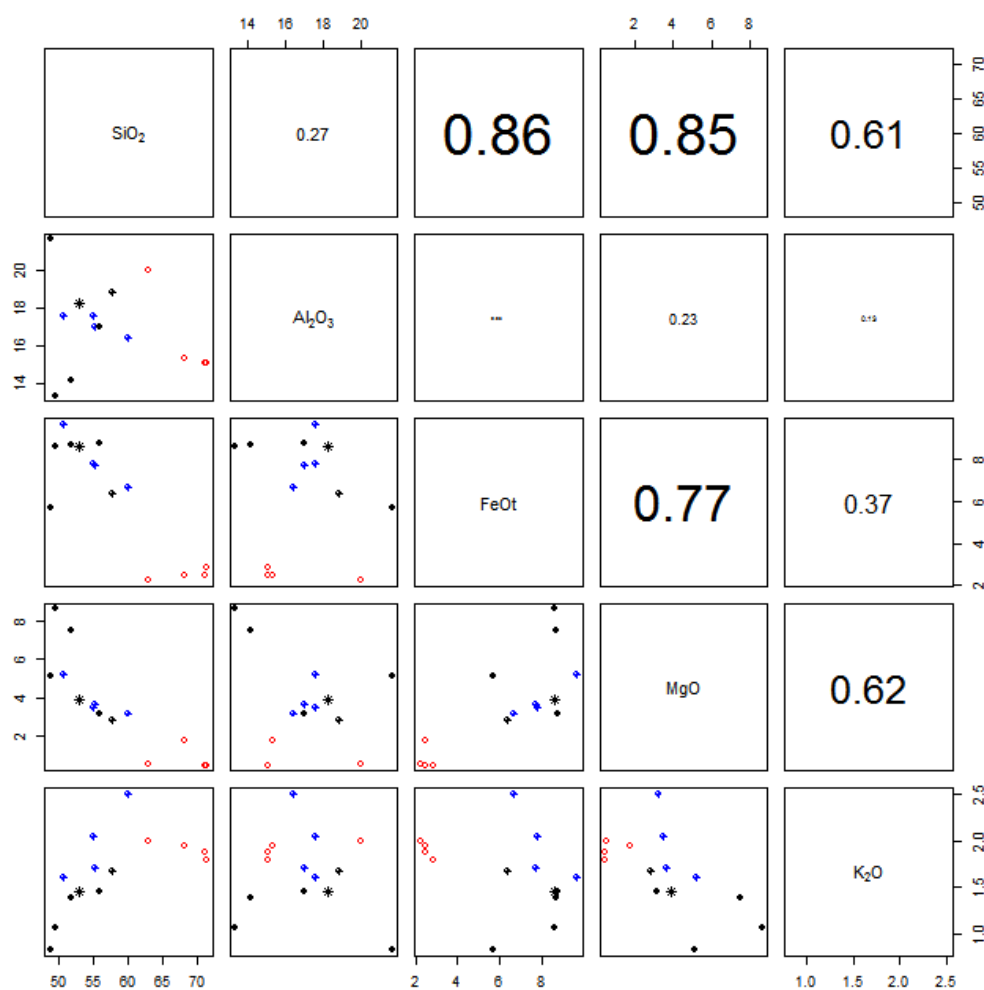 14 16 18 20 2 4 6 8
SiO₂ 0.27 0.86 0.85 0.61
50 55 60 65 70
14 16 18 20
Al₂O₃ 0.23 0.19
FeOt 0.77 0.37
2 4 6 8
2 4 6 8
MgO 0.62
K₂O
1.0 1.5 2.0 2.5
50 55 60 65 70 2 4 6 8 1.0 1.5 2.0 2.5